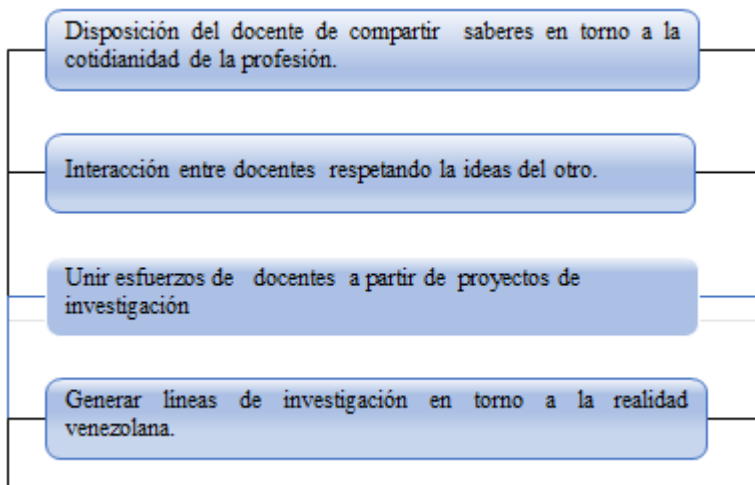 Disposición del docente de compartir saberes en torno a la
cotidianidad de la profesión.
Interacción entre docentes respetando la ideas del otro.
Unir esfuerzos de docentes a partir de proyectos de
investigación
Generar líneas de investigación en torno a la realidad
venezolana.